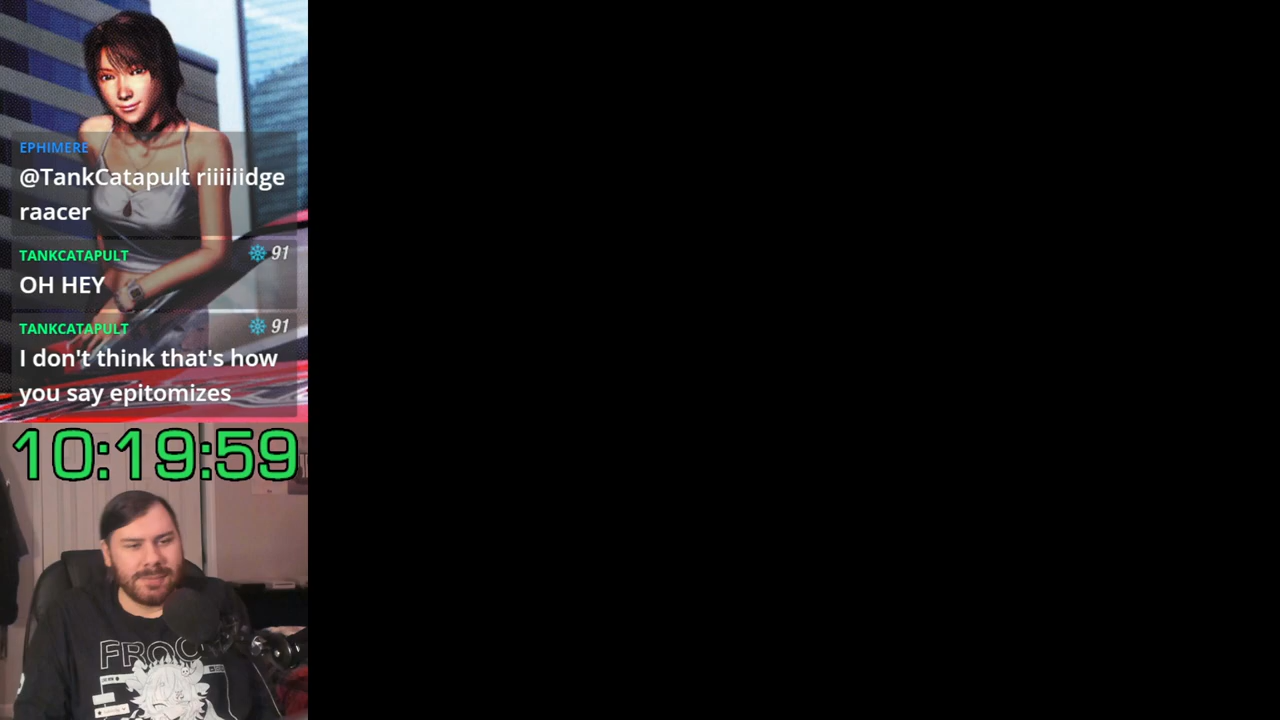 EPHIMERE
@TankCatapult riiiiiidge
raacer
TANKCATAPULT 91
OH HEY
TANKCATAPULT 91
I don't think that's how
you say epitomizes
10:19:59